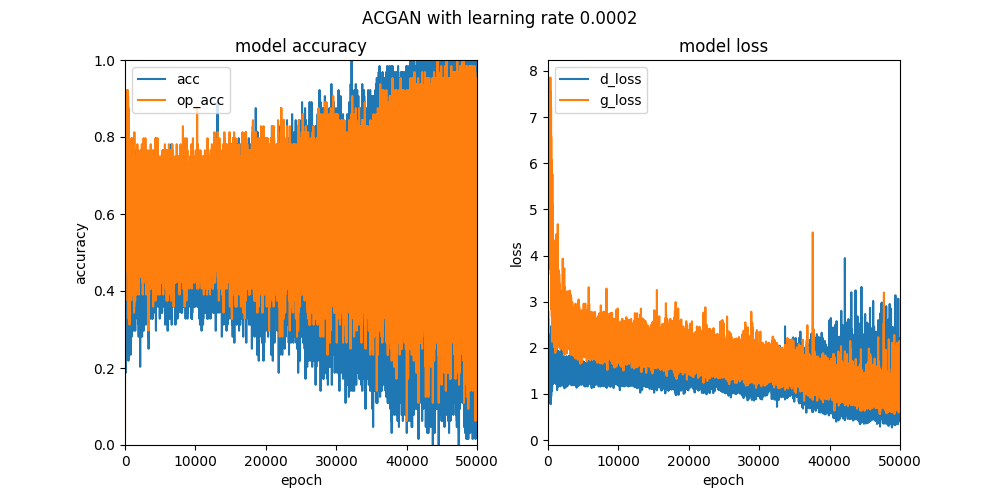 ACGAN with learning rate 0.0002
model accuracy
acc
op_acc
accuracy
1.0
0.8
0.6
0.4
0.2
0.0
0 10000 20000 30000 40000 50000
epoch
model loss
d_loss
g_loss
loss
8
7
6
5
4
3
2
1
0
0 10000 20000 30000 40000 50000
epoch